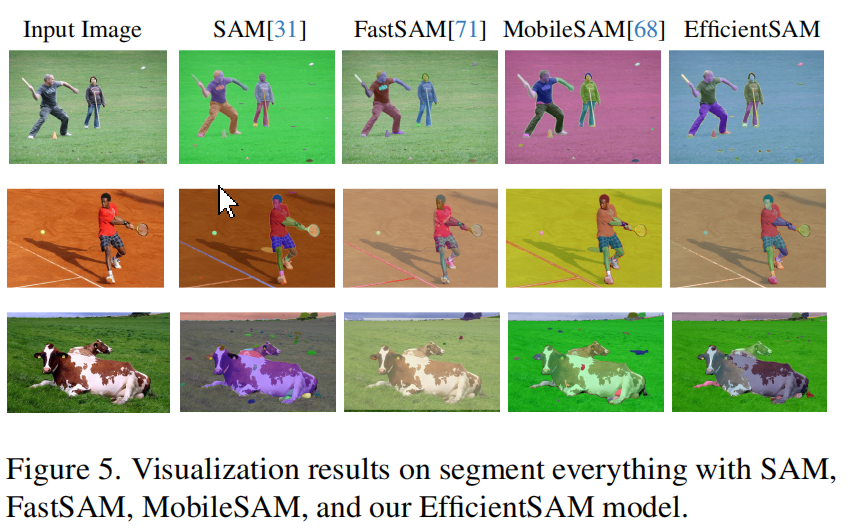 Input Image SAM[31] FastSAM[71] MobileSAM[68] EfficientSAM
Figure 5. Visualization results on segment everything with SAM,
FastSAM, MobileSAM, and our EfficientSAM model.